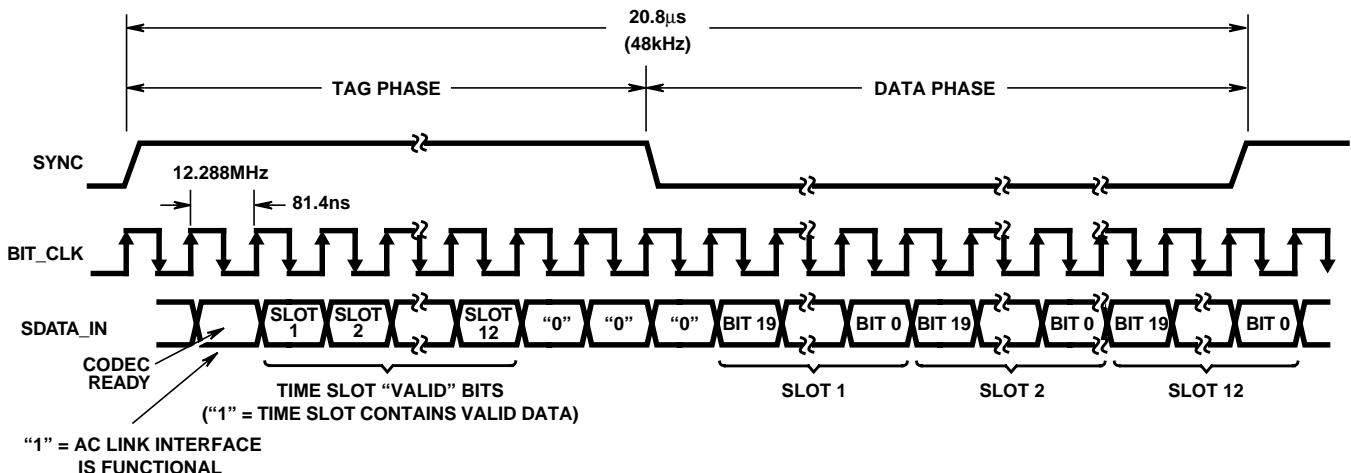 20.8µs
(48kHz)
TAG PHASE
DATA PHASE
SYNC
12.288MHz
81.4ns
BIT_CLK
SDATA_IN
SLOT
1
SLOT
2
SLOT
12
“0”
“0”
“0”
BIT 19
BIT 0
BIT 19
BIT 0
BIT 19
BIT 0
CODEC
READY
TIME SLOT “VALID” BITS
(“1” = TIME SLOT CONTAINS VALID DATA)
SLOT 1
SLOT 2
SLOT 12
“1” = AC LINK INTERFACE
IS FUNCTIONAL